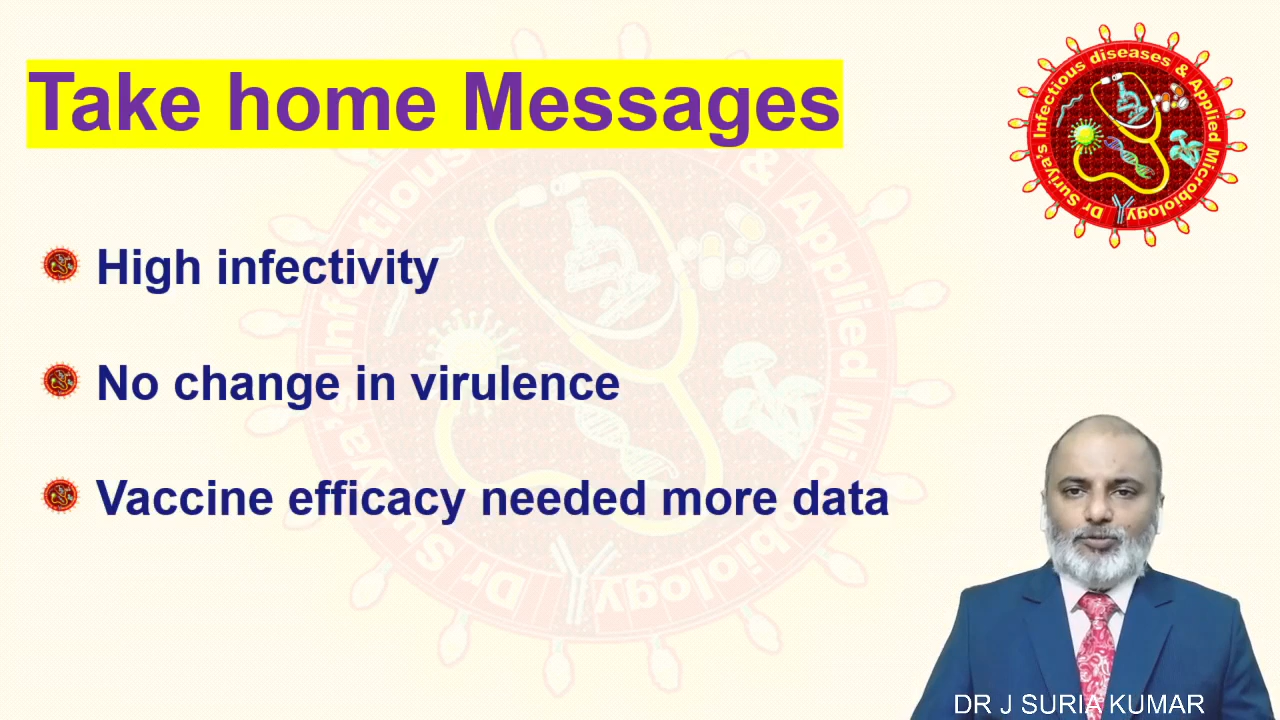 Take home Messages
Dr Suriya's Infectious diseases & Applied Microbiology
High infectivity
No change in virulence
Vaccine efficacy needed more data
DR J SURIA KUMAR